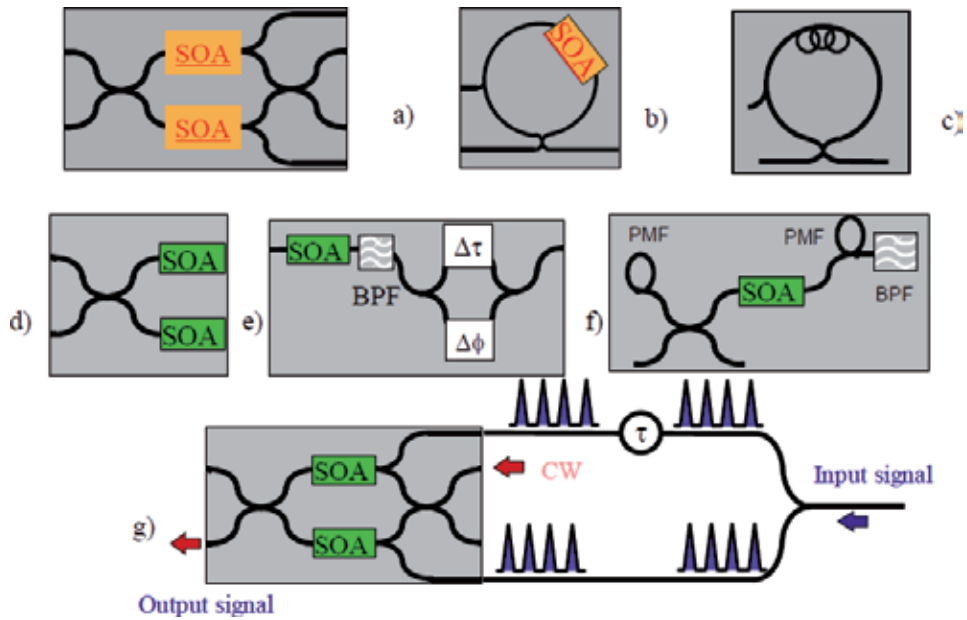 SOA
SOA
a)
SOA
b)
c)
d)
SOA
SOA
e)
SOA
BPF
Δτ
Δϕ
f)
PMF
SOA
PMF
BPF
g)
SOA
SOA
CW
τ
Input signal
Output signal